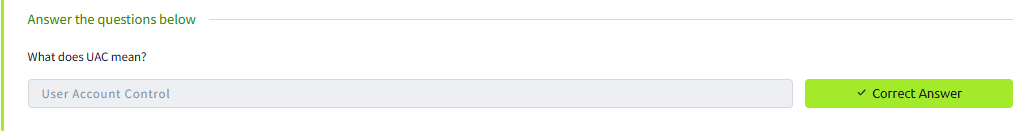 Answer the questions below
What does UAC mean?
User Account Control
✓ Correct Answer